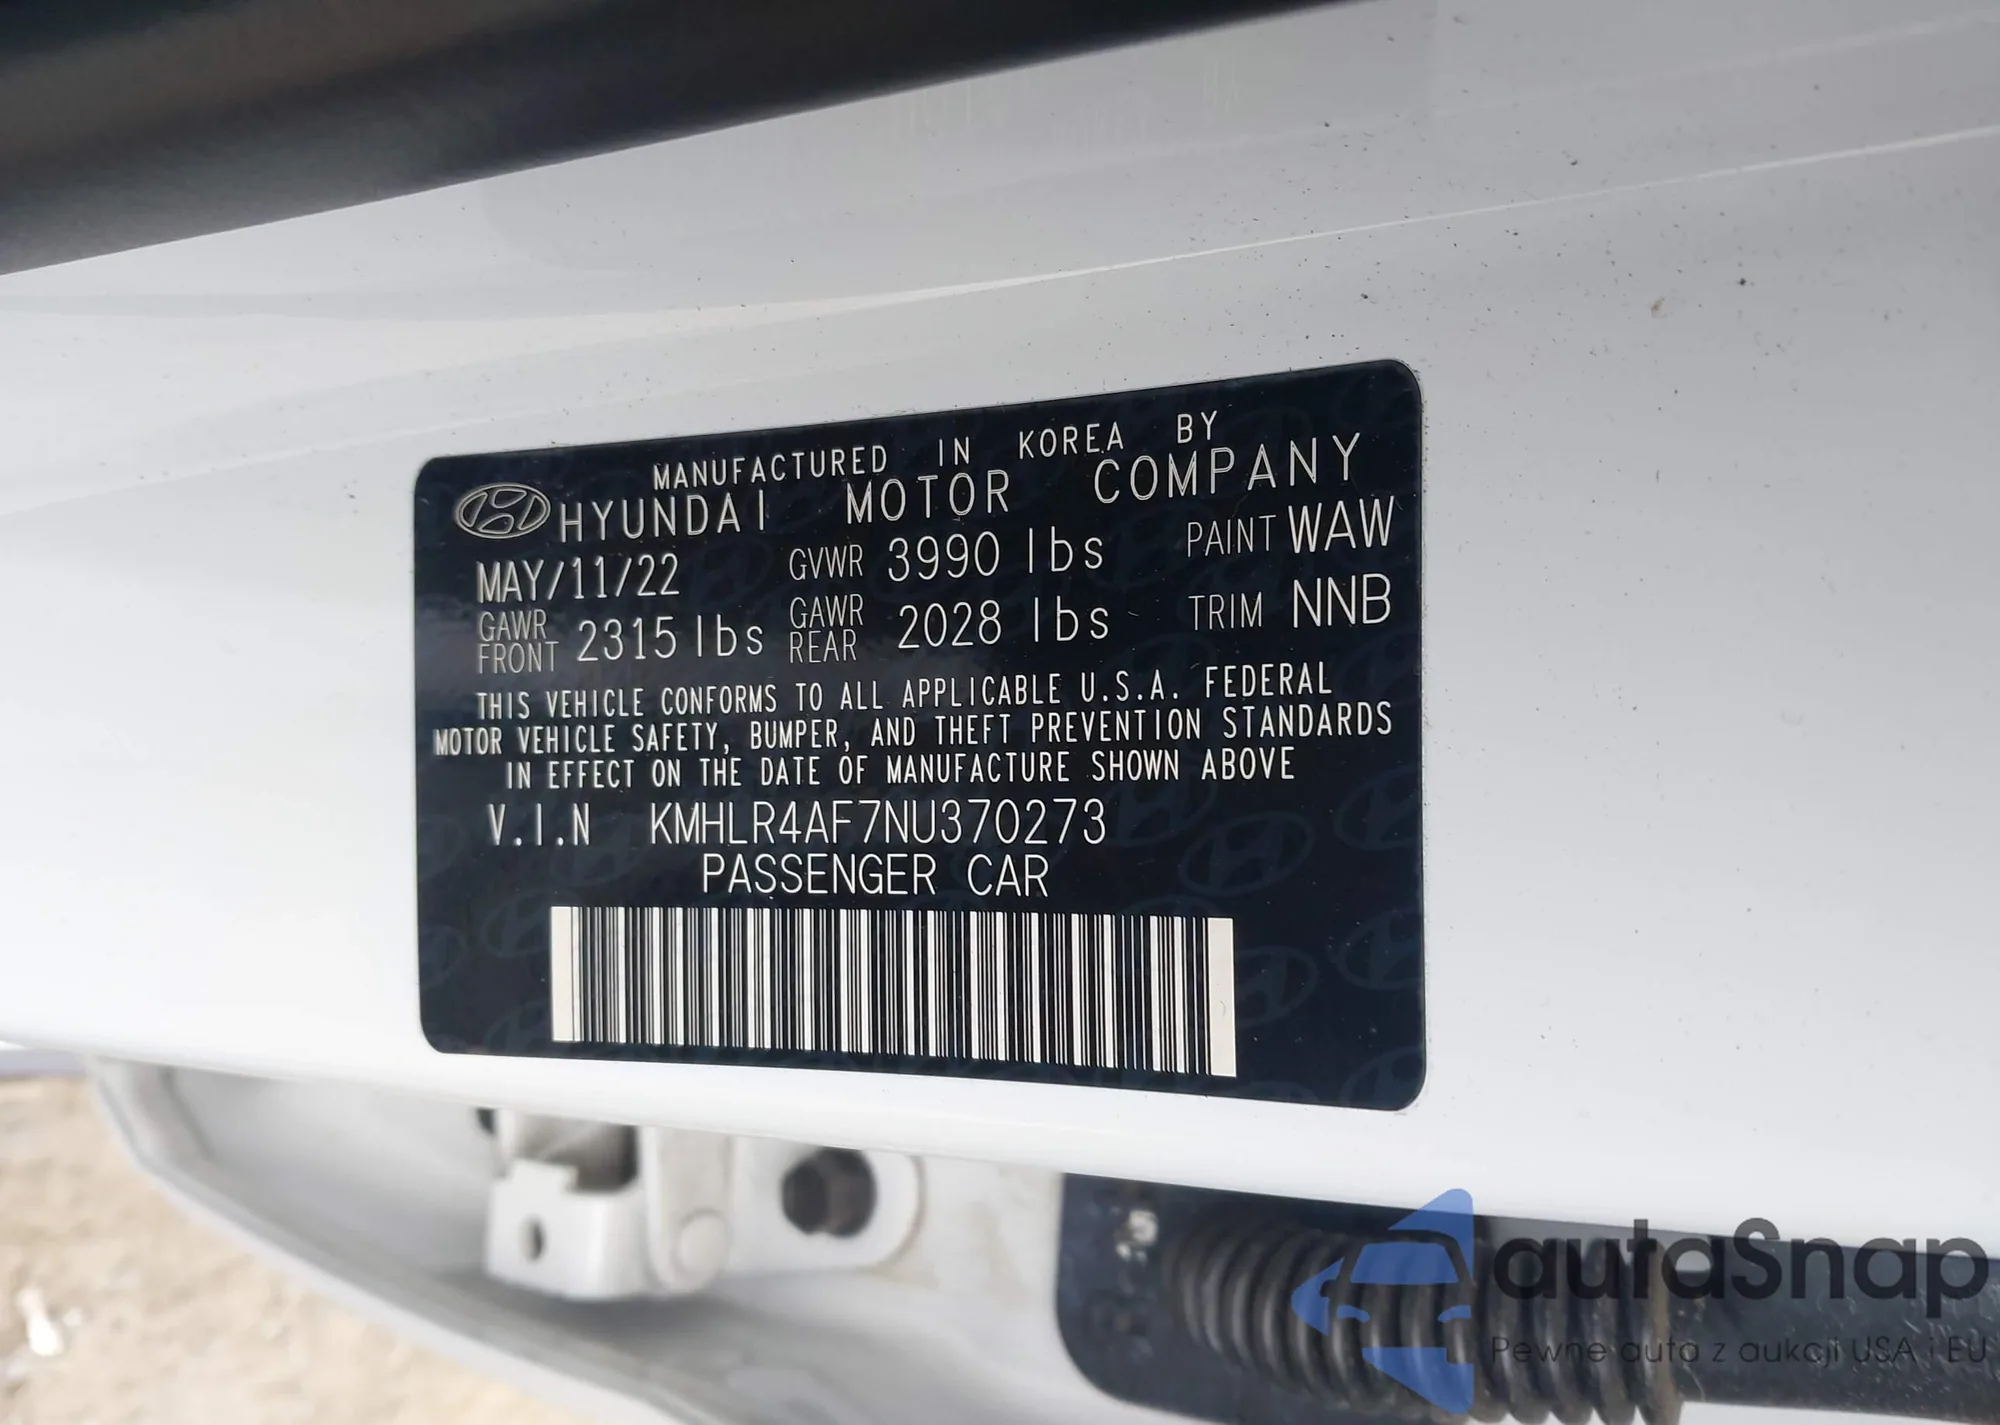 MANUFACTURED IN KOREA BY
HYUNDAI MOTOR COMPANY
MAY/11/22 GVWR 3990 lbs PAINT WAW
GAWR FRONT 2315 lbs GAWR REAR 2028 lbs TRIM NNB
THIS VEHICLE CONFORMS TO ALL APPLICABLE U.S.A. FEDERAL
MOTOR VEHICLE SAFETY, BUMPER, AND THEFT PREVENTION STANDARDS
IN EFFECT ON THE DATE OF MANUFACTURE SHOWN ABOVE
V.I.N KMHLR4AF7NU370273
PASSENGER CAR
autoSnap
Pewne auta z aukcji USA i EU